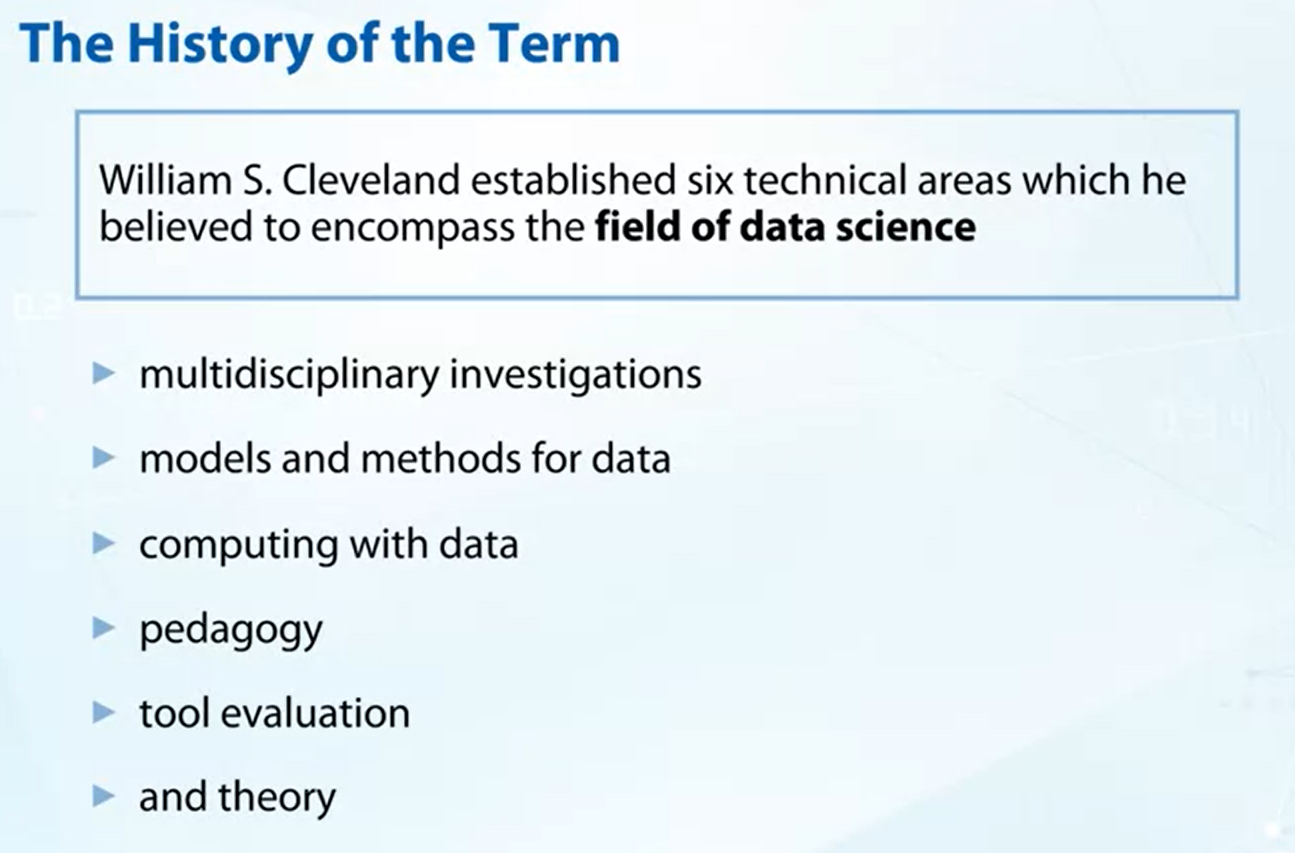 The History of the Term
William S. Cleveland established six technical areas which he
believed to encompass the field of data science
multidisciplinary investigations
models and methods for data
computing with data
pedagogy
tool evaluation
and theory